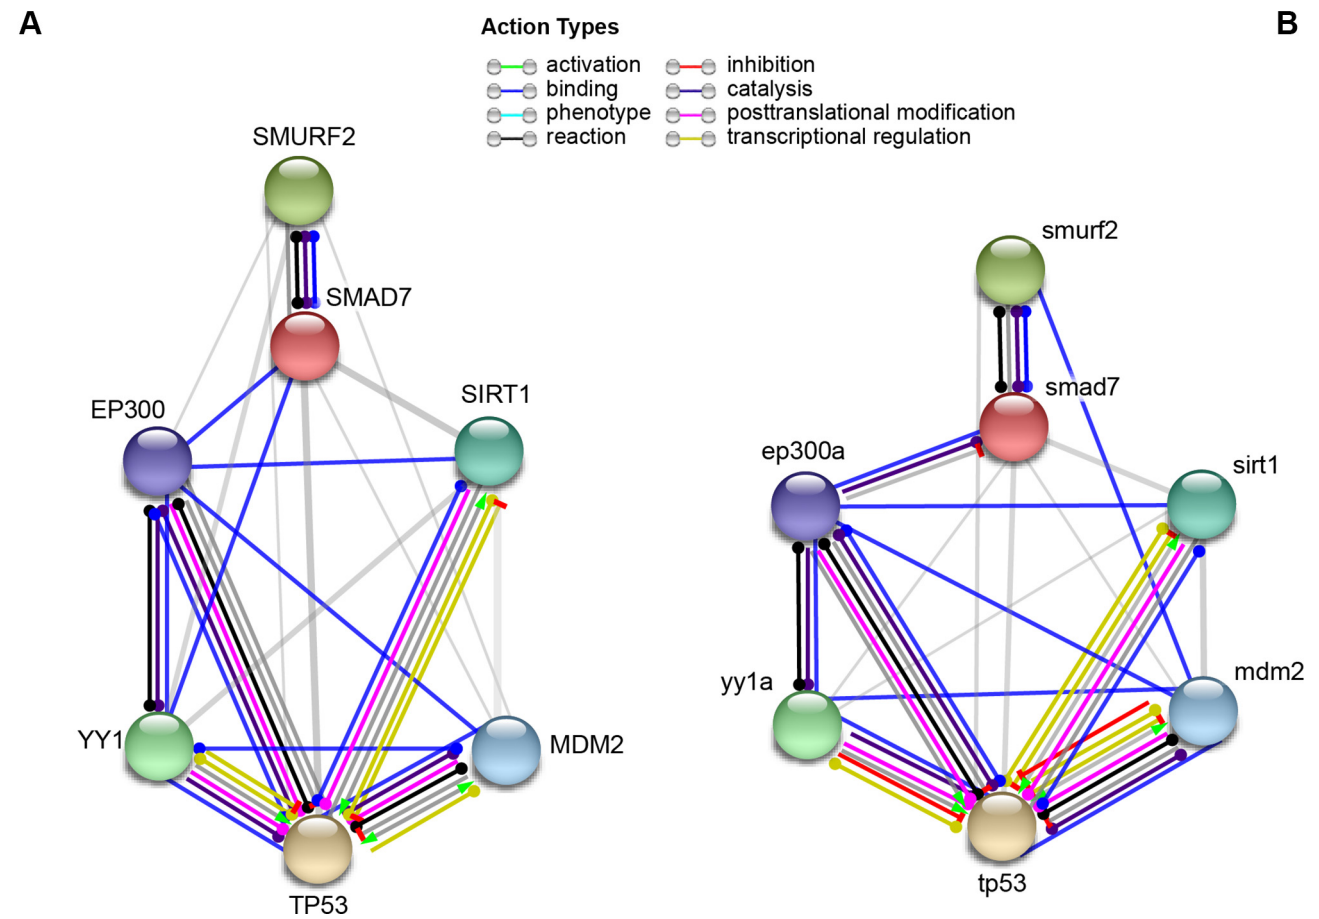 A
Action Types
B
activation inhibition
binding catalysis
phenotype posttranslational modification
reaction transcriptional regulation
SMURF2
smurf2
SMAD7
smad7
SIRT1
EP300
ep300a
sirt1
yy1a
mdm2
YY1
MDM2
tp53
TP53